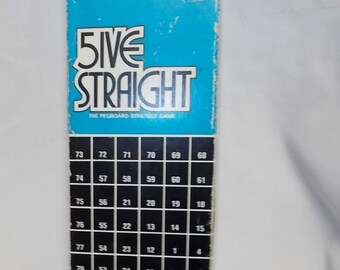 5IVE
STRAIGHT
THE PEGBOARD STRATEGY GAME
73 72 71 70 69 68
74 58 57 59 60 61
75 56 21 20 19 18
76 55 22 13 14 15
77 54 23 12 1 4